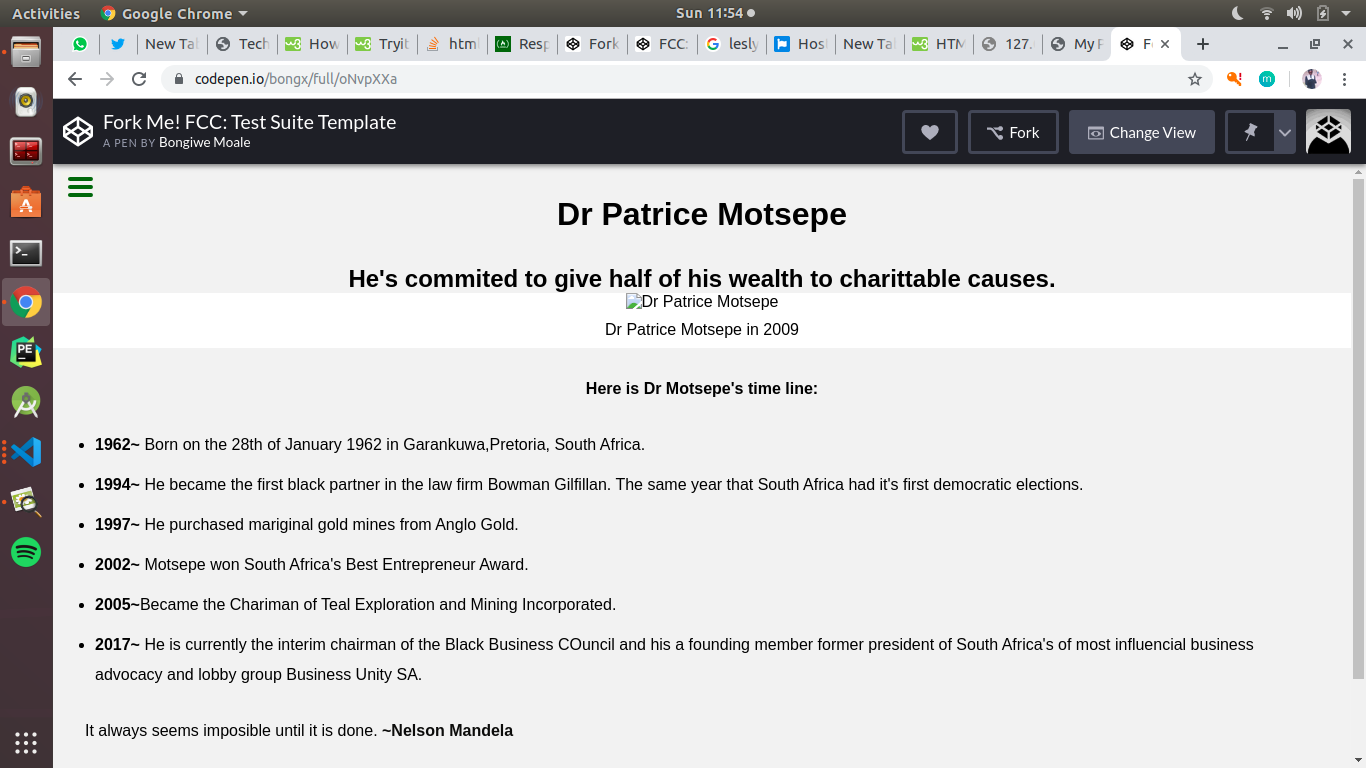 Activities Google Chrome Sun 11:54
New Tab Tech How Tryit html Resp Fork FCC: lesly Host New Tab HTM 127. My P F
codepen.io/bongx/full/oNvpXXa
Fork Me! FCC: Test Suite Template
A PEN BY Bongiwe Moale
Fork Change View
Dr Patrice Motsepe
He's commited to give half of his wealth to charittable causes.
Dr Patrice Motsepe
Dr Patrice Motsepe in 2009
Here is Dr Motsepe's time line:
1962~ Born on the 28th of January 1962 in Garankuwa,Pretoria, South Africa.
1994~ He became the first black partner in the law firm Bowman Gilfillan. The same year that South Africa had it's first democratic elections.
1997~ He purchased mariginal gold mines from Anglo Gold.
2002~ Motsepe won South Africa's Best Entrepreneur Award.
2005~Became the Chariman of Teal Exploration and Mining Incorporated.
2017~ He is currently the interim chairman of the Black Business COuncil and his a founding member former president of South Africa's of most influencial business
advocacy and lobby group Business Unity SA.
It always seems imposible until it is done. ~Nelson Mandela